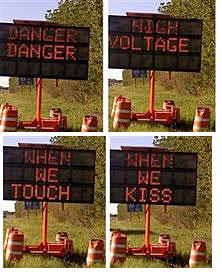 DANGER
DANGER
HIGH
VOLTAGE
WHEN
WE
TOUCH
WHEN
WE
KISS